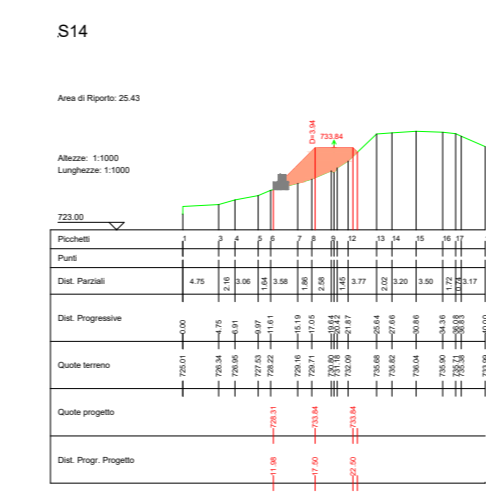 S14
Area di Riporto: 25.43
D=3.94
733.84
Altezze: 1:1000
Lunghezze: 1:1000
723.00
Picchetti 1 3 4 5 6 7 8 9 12 13 14 15 16 17
Punti
Dist. Parziali 4.75 2.16 3.06 1.64 3.58 1.86 2.58 1.45 3.77 2.02 3.20 3.50 1.72 3.17
Dist. Progressive 0.00 4.75 6.91 9.97 11.61 15.19 17.05 21.87 25.64 27.66 30.86 34.36
Quote terreno 725.01 726.34 726.95 727.53 728.22 729.16 729.71 732.09 735.68 735.82 736.04 735.90
Quote progetto 728.31 733.84 733.84
Dist. Progr. Progetto 11.98 17.50 22.50